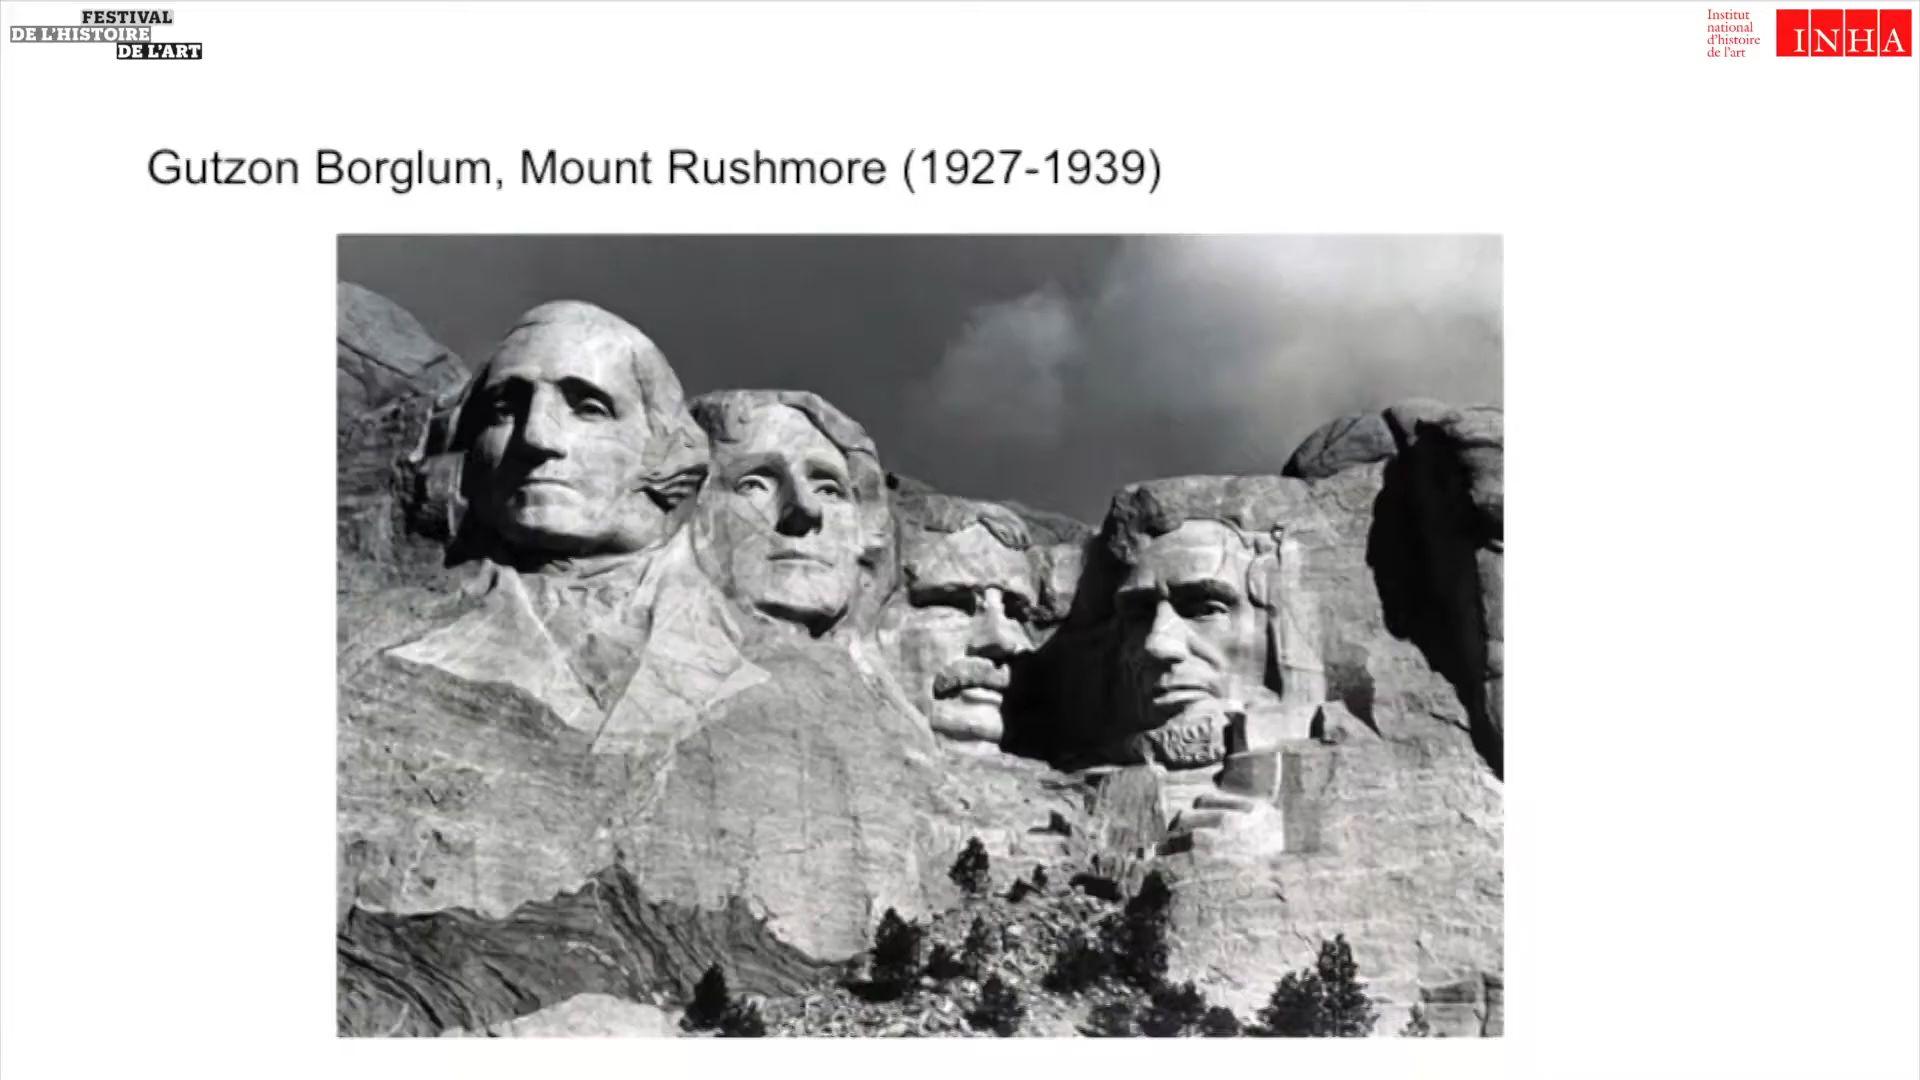 FESTIVAL
DE L'HISTOIRE
DE L'ART
Institut
national
d'histoire
de l'art
INHA
Gutzon Borglum, Mount Rushmore (1927-1939)